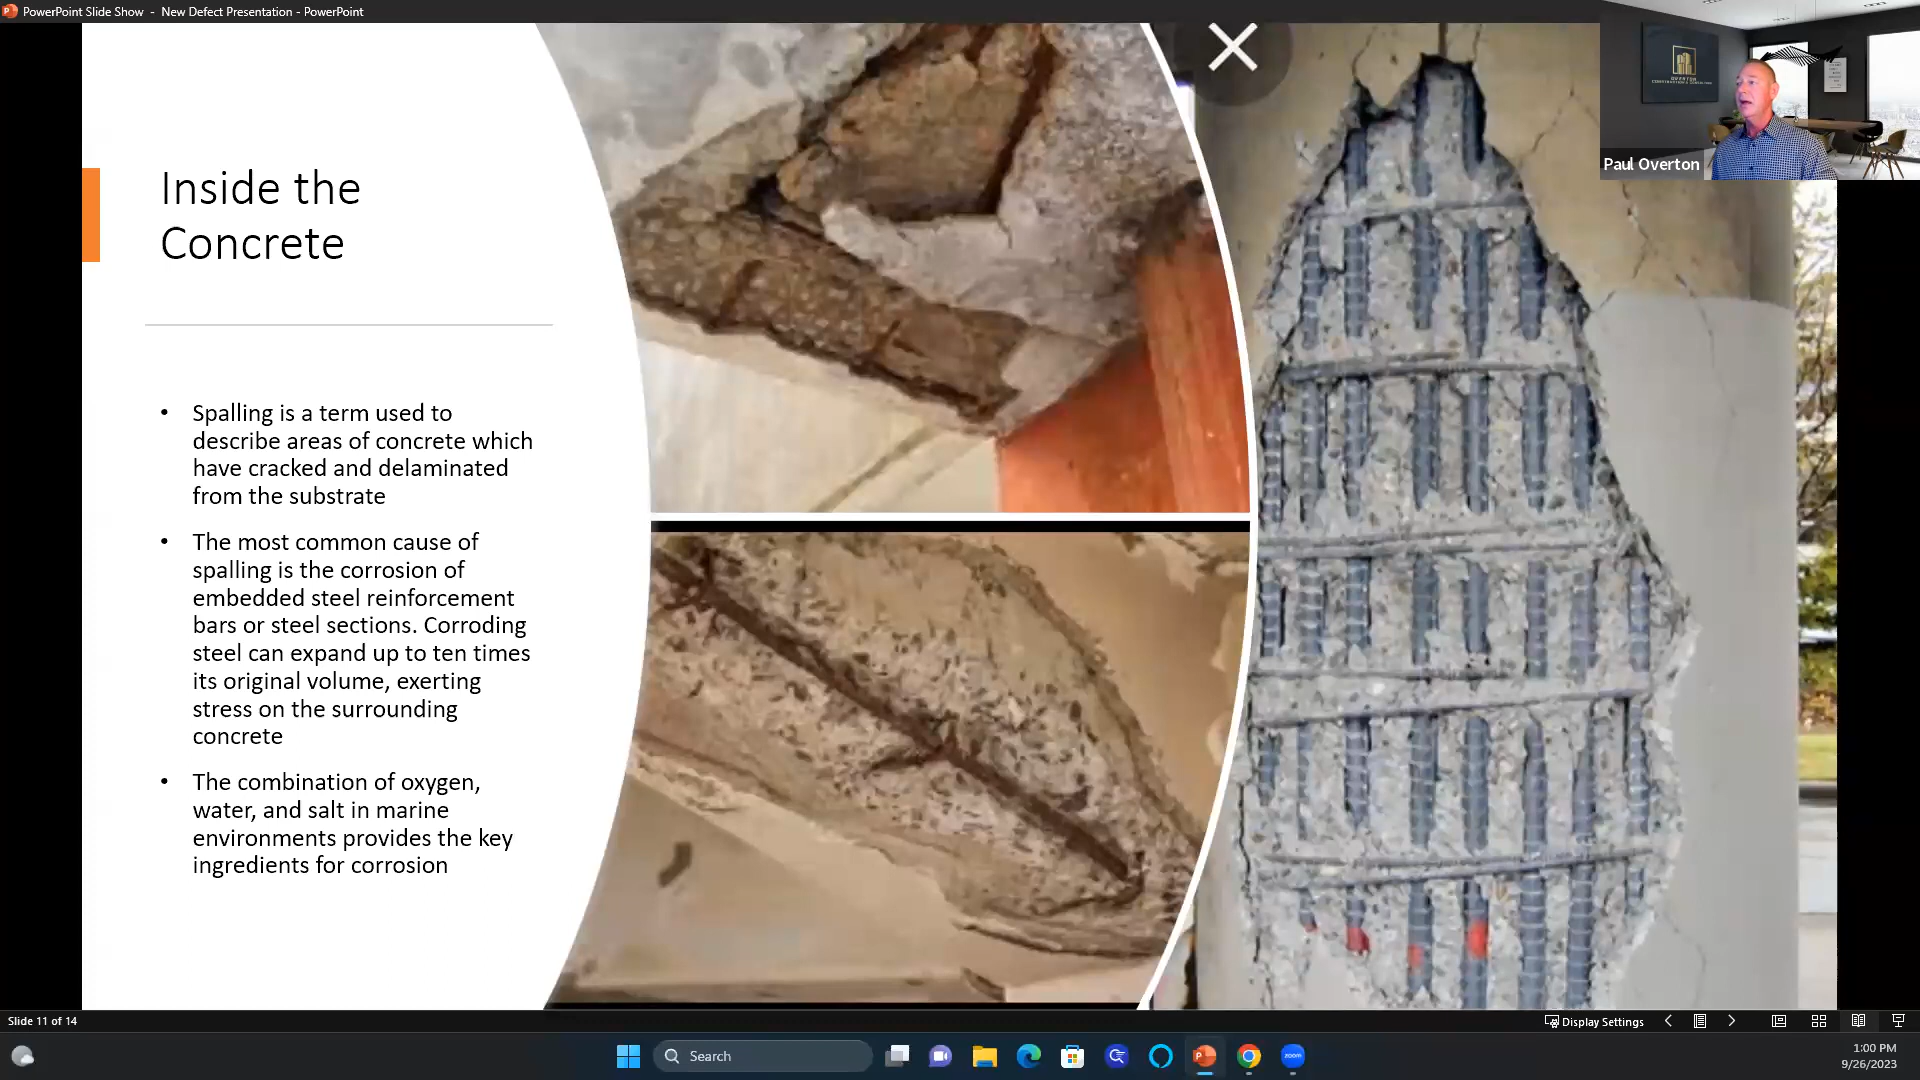 PowerPoint Slide Show - New Defect Presentation - PowerPoint
Paul Overton
Inside the
Concrete
• Spalling is a term used to
describe areas of concrete which
have cracked and delaminated
from the substrate
• The most common cause of
spalling is the corrosion of
embedded steel reinforcement
bars or steel sections. Corroding
steel can expand up to ten times
its original volume, exerting
stress on the surrounding
concrete
• The combination of oxygen,
water, and salt in marine
environments provides the key
ingredients for corrosion
Slide 11 of 14
Display Settings
Search
zoom
1:00 PM
9/26/2023